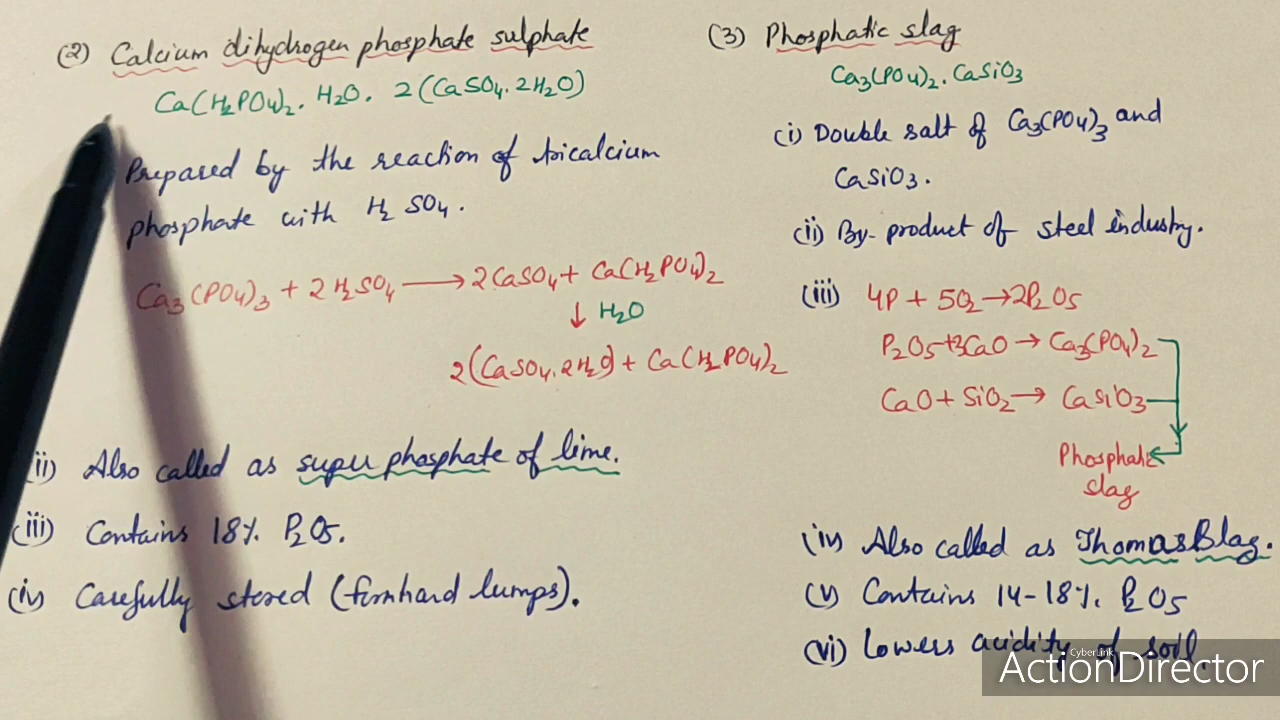 (2) Calcium dihydrogen phosphate sulphate
Ca(H2PO4)2. H2O. 2(CaSO4. 2H2O)
Prepared by the reaction of tricalcium
phosphate with H2 SO4.
Ca3(PO4)3 + 2H2SO4 → 2CaSO4 + Ca(H2PO4)2
↓ H2O
2(CaSO4.2H2O) + Ca(H2PO4)2
(ii) Also called as super phosphate of lime.
(iii) Contains 18% P2O5.
(iv) Carefully stored (form hard lumps).
(3) Phosphatic slag
Ca3(PO4)2. CaSiO3
(i) Double salt of Ca3(PO4)3 and
CaSiO3.
(ii) By-product of steel industry.
(iii) 4P + 5O2 → 2P2O5
P2O5 + 3CaO → Ca3(PO4)2
CaO + SiO2 → CaSiO3
Phosphatic
slag
(iv) Also called as Thomas Blag.
(v) Contains 14-18% P2O5
(vi) Lowers acidity of soil.
CyberLink
ActionDirector